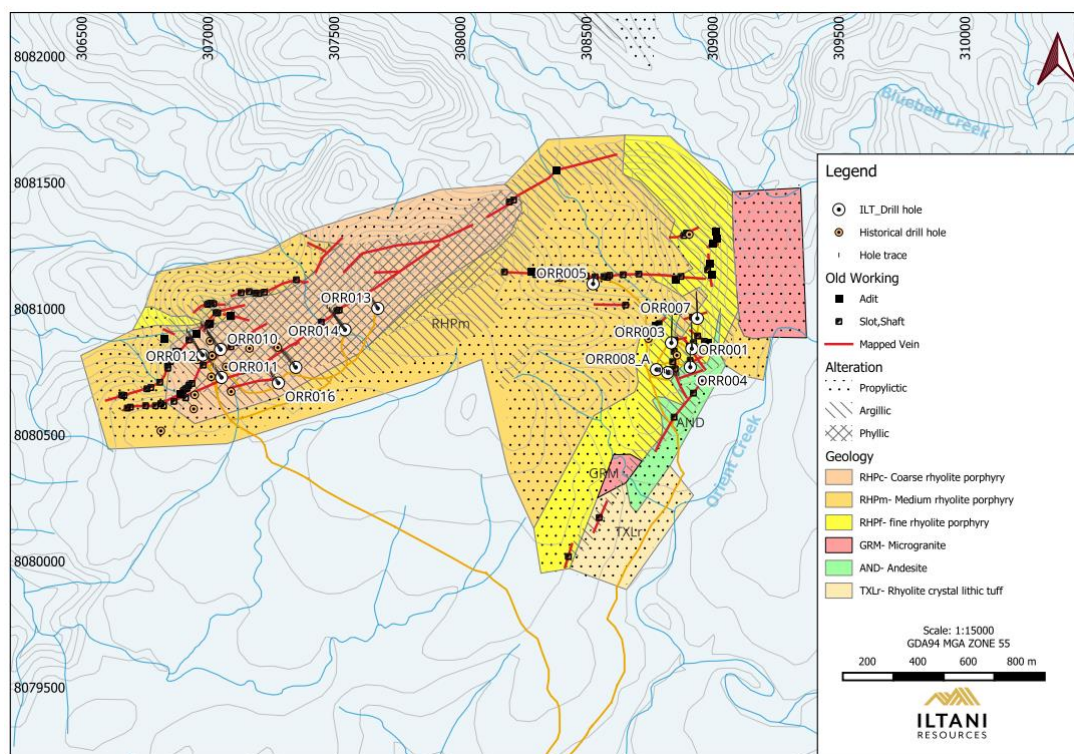 306500
307000
307500
308000
308500
309000
309500
310000
8082000
8081500
8081000
8080500
8080000
8079500
Bluebell Creek
Orient Creek
ORR005
ORR013
ORR007
ORR014
ORR010
ORR003
ORR012
ORR001
ORR008_A
ORR011
ORR004
ORR016
RHPm
AND
GRM
TXLr
Legend
ILT_Drill hole
Historical drill hole
Hole trace
Old Working
Adit
Slot,Shaft
Mapped Vein
Alteration
Propylictic
Argillic
Phyllic
Geology
RHPc- Coarse rhyolite porphyry
RHPm- Medium rhyolite porphyry
RHPf- fine rhyolite porphyry
GRM- Microgranite
AND- Andesite
TXLr- Rhyolite crystal lithic tuff
Scale: 1:15000
GDA94 MGA ZONE 55
200 400 600 800 m
ILTANI
RESOURCES